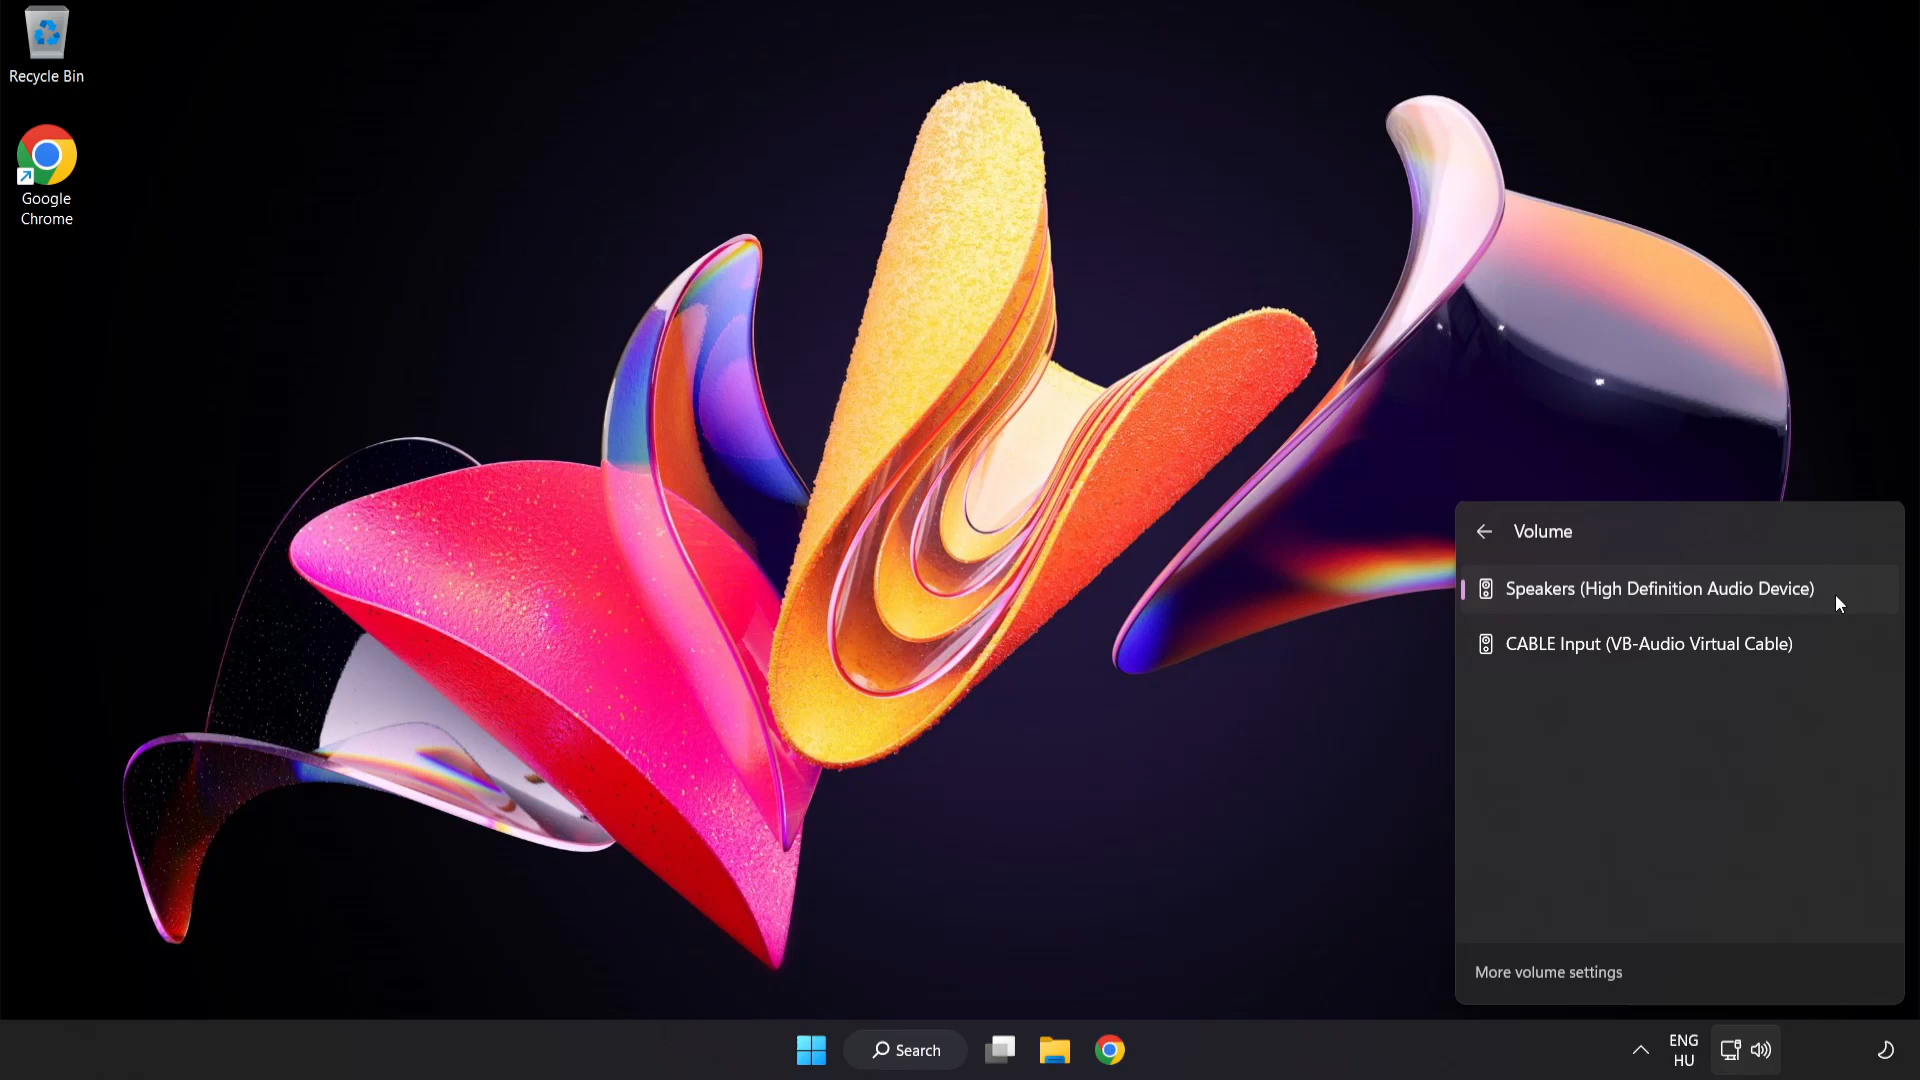 Recycle Bin
Google
Chrome
Volume
Speakers (High Definition Audio Device)
CABLE Input (VB-Audio Virtual Cable)
More volume settings
Search
ENG
HU